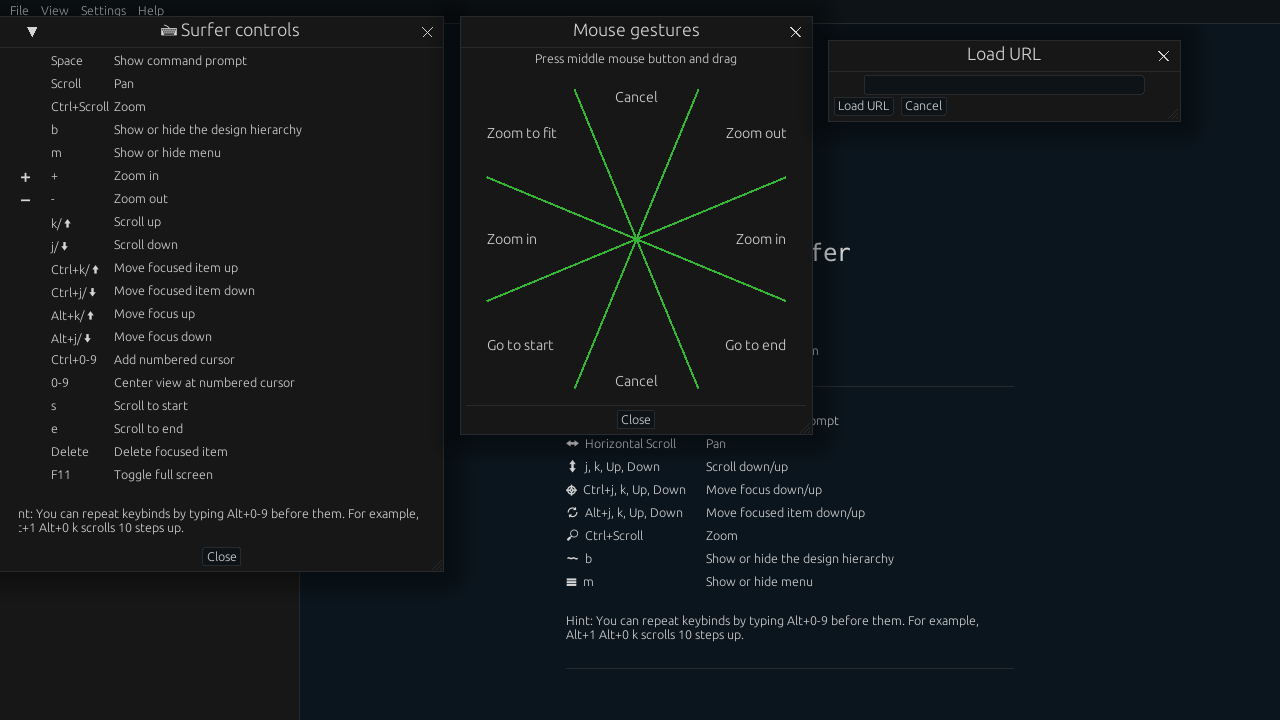 File View Settings Help
Surfer controls
Space Show command prompt
Scroll Pan
Ctrl+Scroll Zoom
b Show or hide the design hierarchy
m Show or hide menu
+ Zoom in
- Zoom out
k/ Scroll up
j/ Scroll down
Ctrl+k/ Move focused item up
Ctrl+j/ Move focused item down
Alt+k/ Move focus up
Alt+j/ Move focus down
Ctrl+0-9 Add numbered cursor
0-9 Center view at numbered cursor
s Scroll to start
e Scroll to end
Delete Delete focused item
F11 Toggle full screen
nt: You can repeat keybinds by typing Alt+0-9 before them. For example,
:+1 Alt+0 k scrolls 10 steps up.
Close
Mouse gestures
Press middle mouse button and drag
Cancel
Zoom to fit Zoom out
Zoom in Zoom in
Go to start Go to end
Cancel
Close
Load URL
Load URL Cancel
fer
m
ompt
Horizontal Scroll Pan
j, k, Up, Down Scroll down/up
Ctrl+j, k, Up, Down Move focus down/up
Alt+j, k, Up, Down Move focused item down/up
Ctrl+Scroll Zoom
b Show or hide the design hierarchy
m Show or hide menu
Hint: You can repeat keybinds by typing Alt+0-9 before them. For example,
Alt+1 Alt+0 k scrolls 10 steps up.